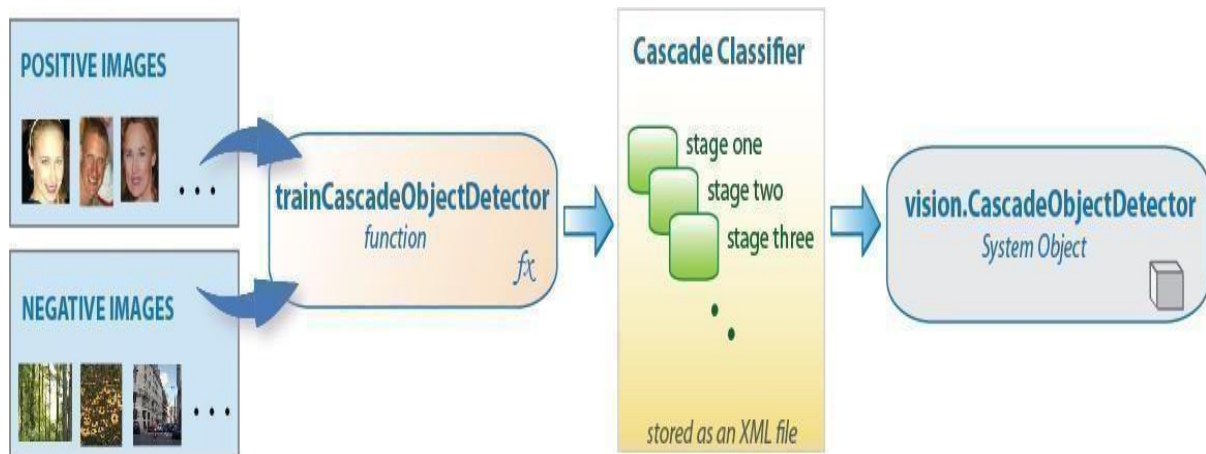 POSITIVE IMAGES
. . .
NEGATIVE IMAGES
. . .
trainCascadeObjectDetector
function
fx
Cascade Classifier
stage one
stage two
stage three
stored as an XML file
vision.CascadeObjectDetector
System Object